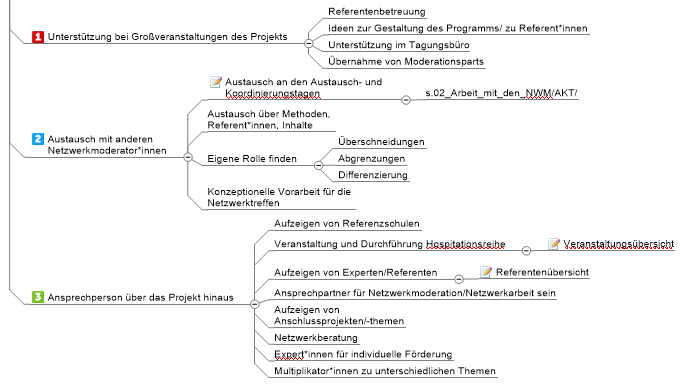 Referentenbetreuung
Ideen zur Gestaltung des Programms/ zu Referent*innen
1 Unterstützung bei Großveranstaltungen des Projekts
Unterstützung im Tagungsbüro
Übernahme von Moderationsparts
Austausch an den Austausch- und
Koordinierungstagen
s.02_Arbeit_mit_den_NWM/AKT/
Austausch über Methoden,
Referent*innen, Inhalte
2 Austausch mit anderen
Netzwerkmoderator*innen
Eigene Rolle finden
Überschneidungen
Abgrenzungen
Differenzierung
Konzeptionelle Vorarbeit für die
Netzwerktreffen
Aufzeigen von Referenzschulen
Veranstaltung und Durchführung Hospitationsreihe
Veranstaltungsübersicht
Aufzeigen von Experten/Referenten
Referentenübersicht
3 Ansprechperson über das Projekt hinaus
Ansprechpartner für Netzwerkmoderation/Netzwerkarbeit sein
Aufzeigen von
Anschlussprojekten/-themen
Netzwerkberatung
Expert*innen für individuelle Förderung
Multiplikator*innen zu unterschiedlichen Themen